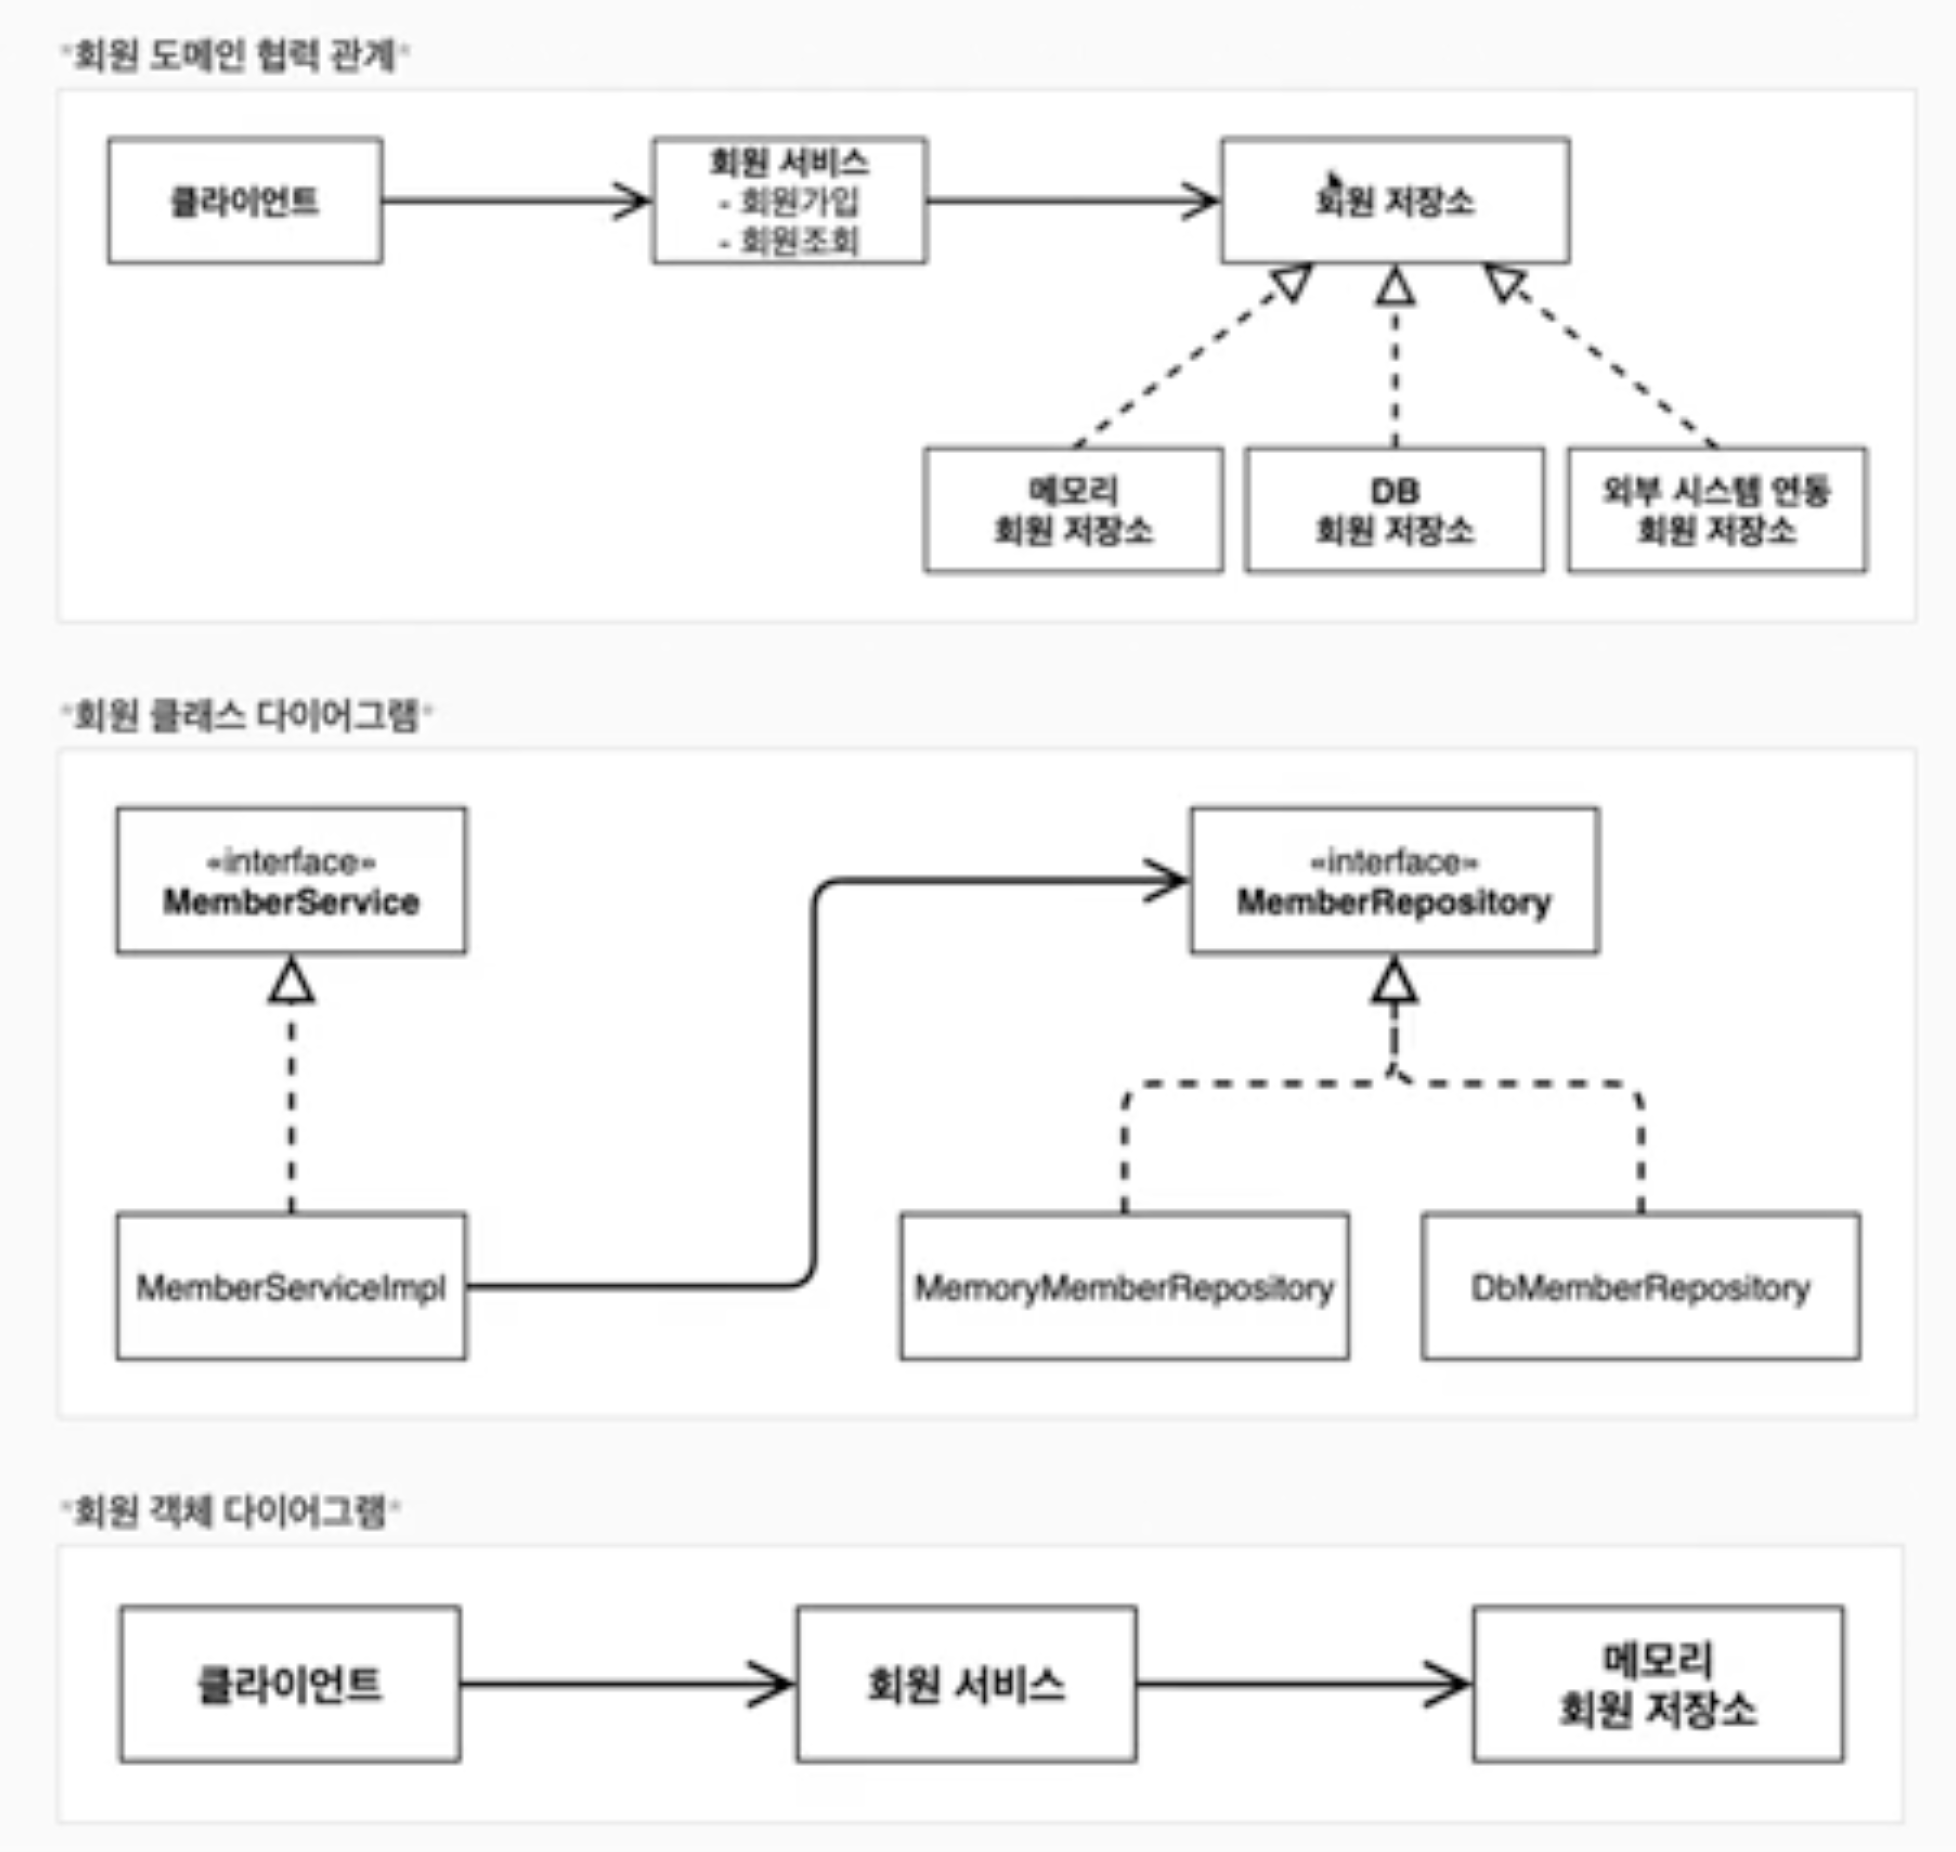 *회원 도메인 협력 관계*
클라이언트
회원 서비스
- 회원가입
- 회원조회
회원 저장소
메모리
회원 저장소
DB
회원 저장소
외부 시스템 연동
회원 저장소
*회원 클래스 다이어그램*
«interface»
MemberService
«interface»
MemberRepository
MemberServiceImpl
MemoryMemberRepository
DbMemberRepository
*회원 객체 다이어그램*
클라이언트
회원 서비스
메모리
회원 저장소